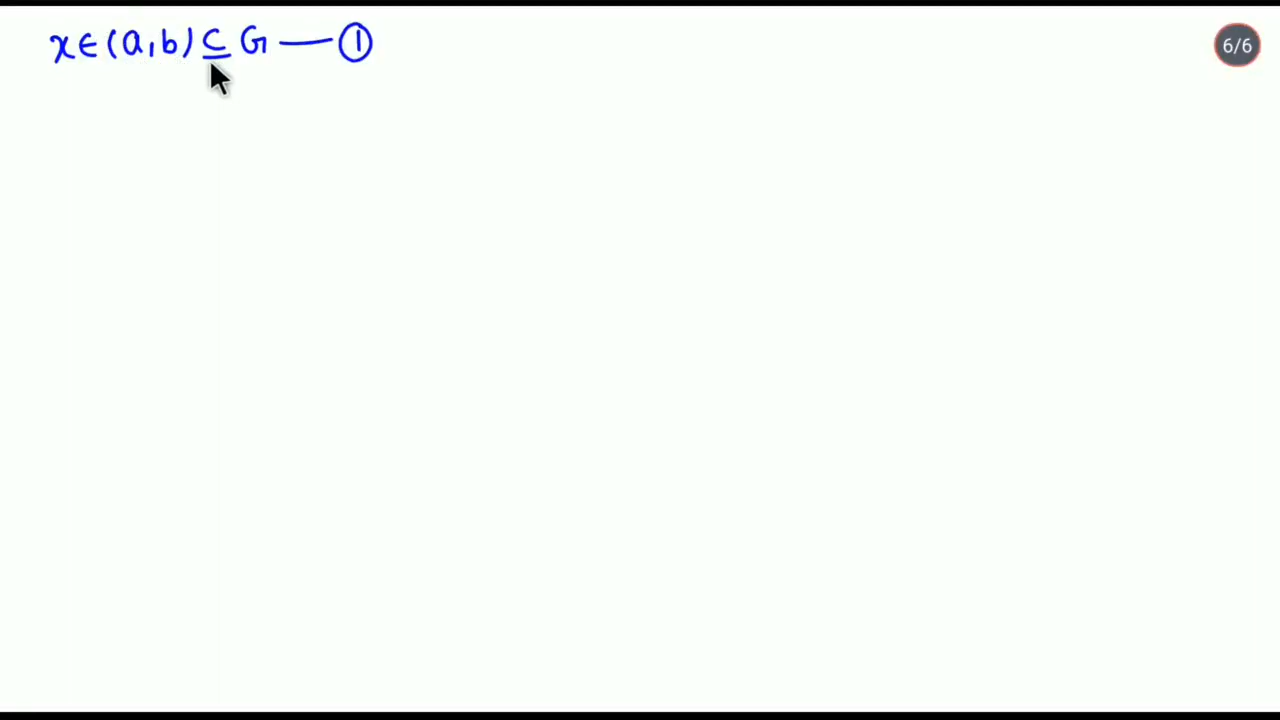 x∈(a,b) ⊆ G — ①
6/6